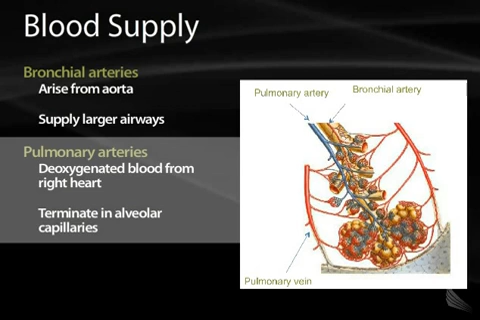 Blood Supply
Bronchial arteries
Arise from aorta
Supply larger airways
Pulmonary arteries
Deoxygenated blood from
right heart
Terminate in alveolar
capillaries
Pulmonary artery
Bronchial artery
Pulmonary vein